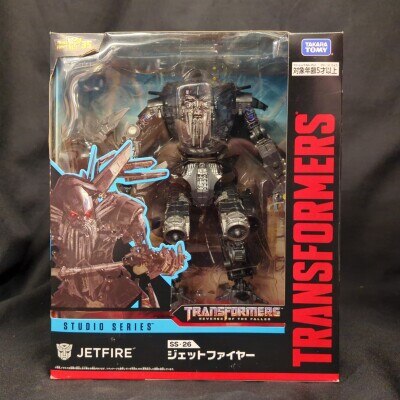 TAKARA
TOMY
対象年齢5才以上
TRANSFORMERS
TRANSFORMERS
REVENGE OF THE FALLEN
STUDIO SERIES
JETFIRE
SS-26
ジェットファイヤー